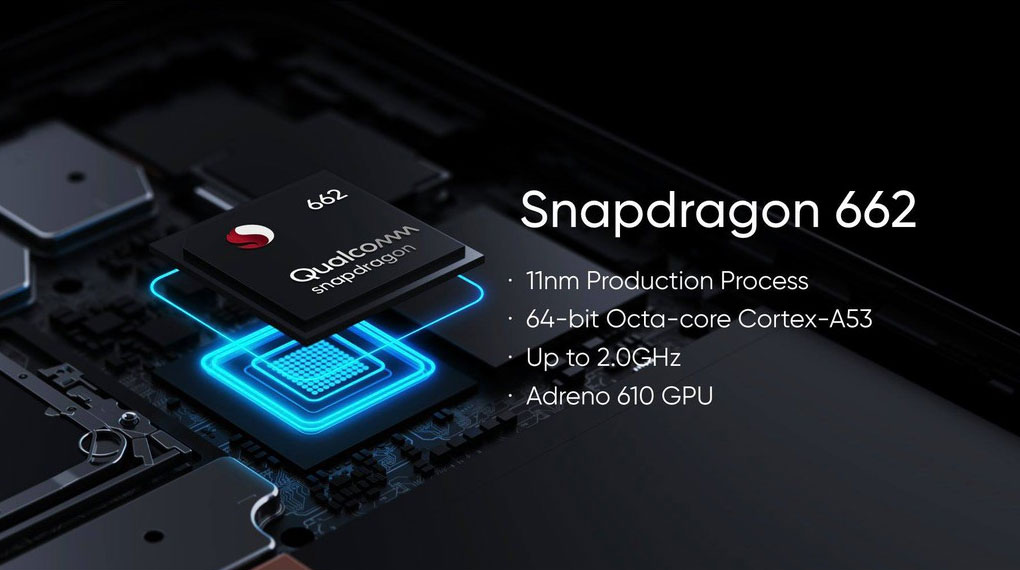 662
Qualcomm
snapdragon
Snapdragon 662
· 11nm Production Process
· 64-bit Octa-core Cortex-A53
· Up to 2.0GHz
· Adreno 610 GPU